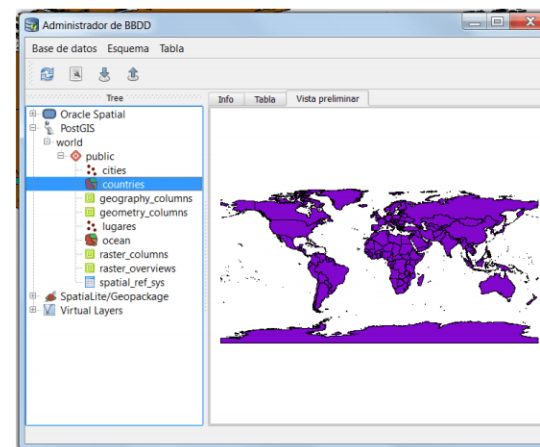 Administrador de BBDD
Base de datos Esquema Tabla
Tree
Info Tabla Vista preliminar
Oracle Spatial
PostGIS
world
public
cities
countries
geography_columns
geometry_columns
lugares
ocean
raster_columns
raster_overviews
spatial_ref_sys
SpatiaLite/Geopackage
Virtual Layers